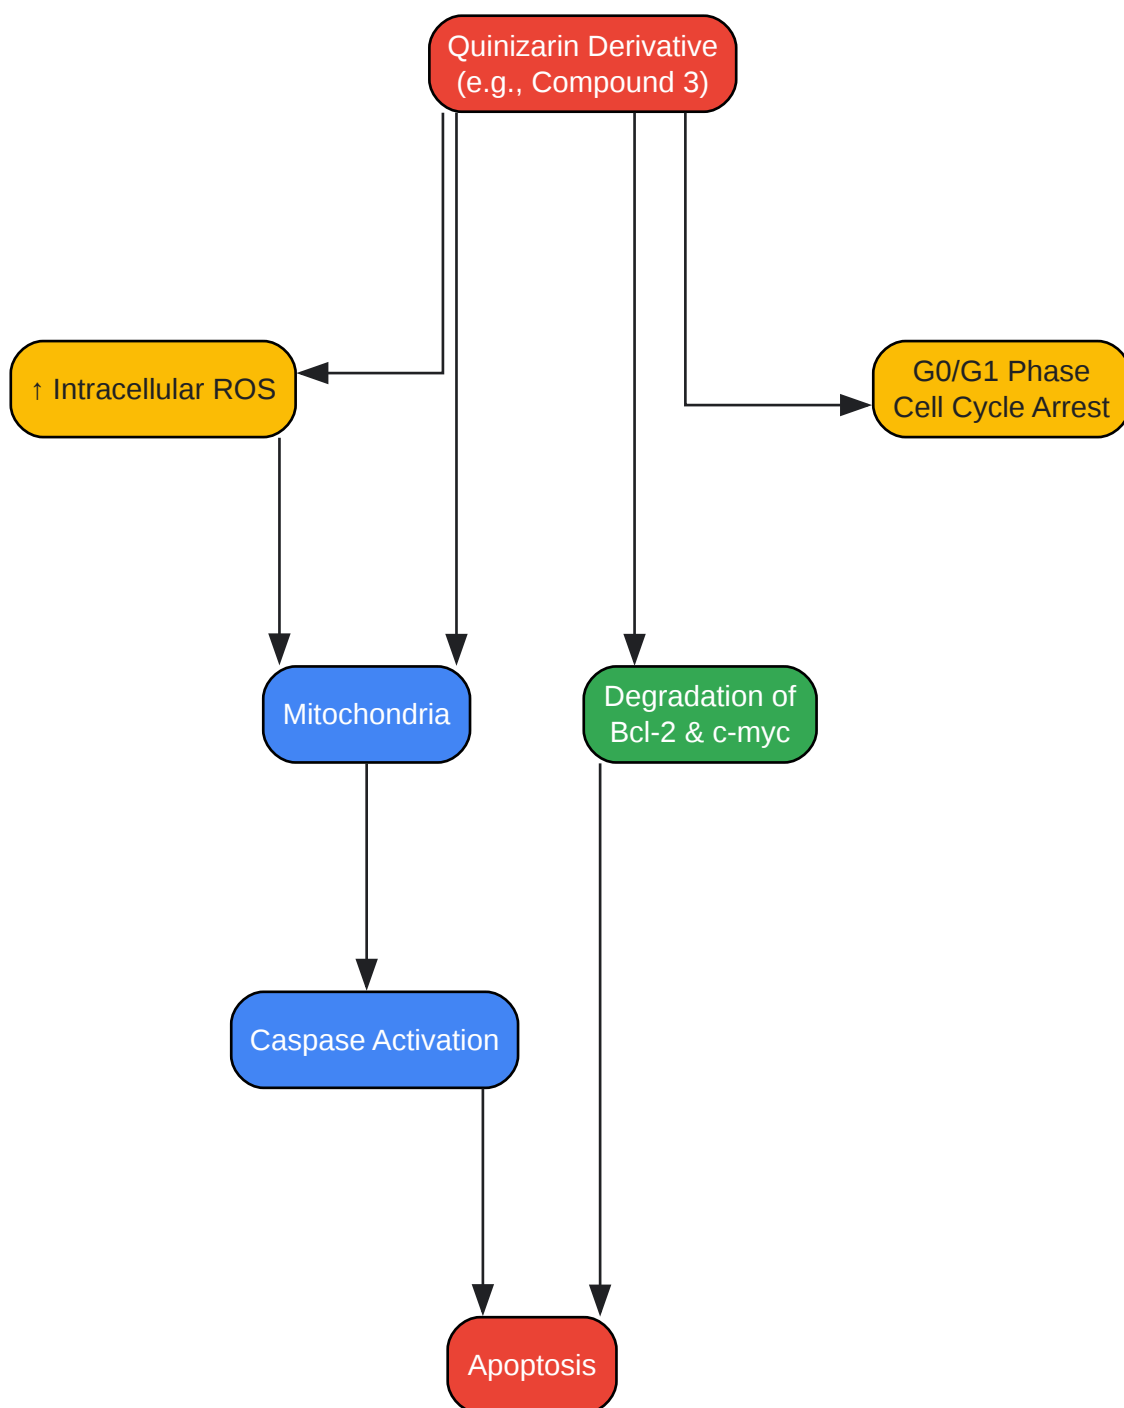 Quinizarin Derivative
(e.g., Compound 3)
↑ Intracellular ROS
G0/G1 Phase
Cell Cycle Arrest
Mitochondria
Degradation of
Bcl-2 & c-myc
Caspase Activation
Apoptosis